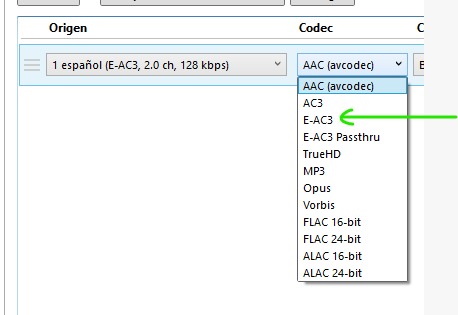 Origen Codec C
1 español (E-AC3, 2.0 ch, 128 kbps) AAC (avcodec) E
AAC (avcodec)
AC3
E-AC3
E-AC3 Passthru
TrueHD
MP3
Opus
Vorbis
FLAC 16-bit
FLAC 24-bit
ALAC 16-bit
ALAC 24-bit